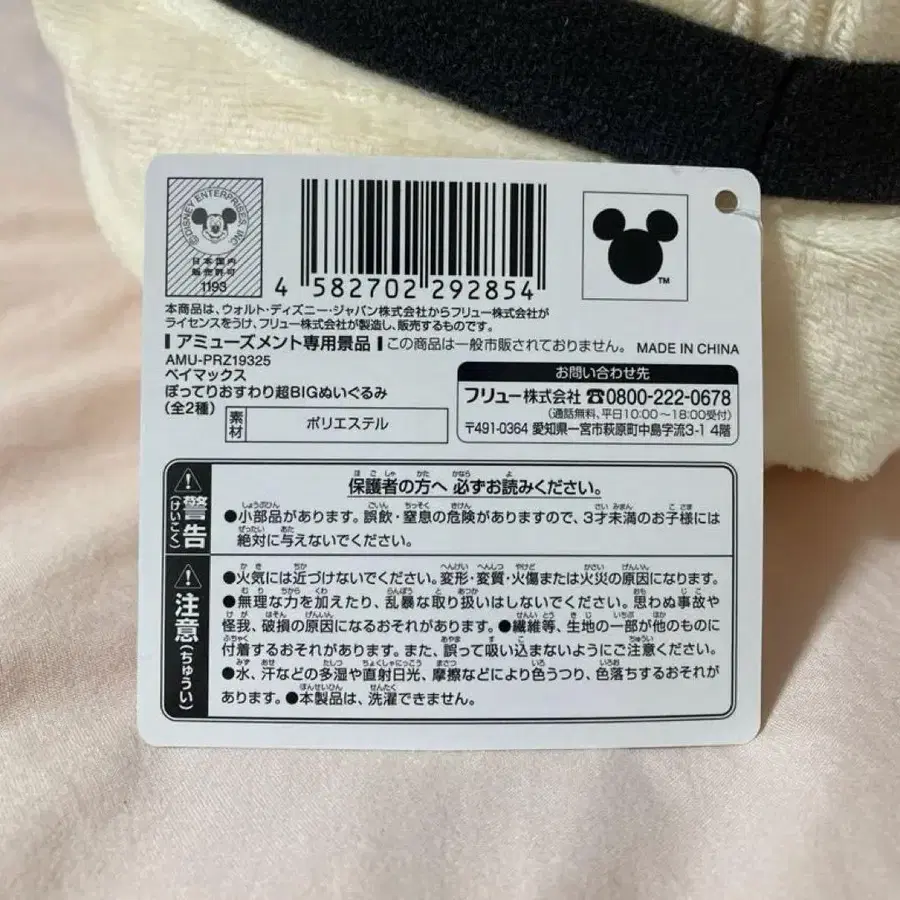 ©DISNEY ENTERPRISES, INC.
日本国内
販売許可
1193
4 582702 292854
TM
本商品は、ウォルト・ディズニー・ジャパン株式会社からフリュー株式会社が
ライセンスをうけ、フリュー株式会社が製造し、販売するものです。
アミューズメント専用景品 この商品は一般市販されておりません。 MADE IN CHINA
AMU-PRZ19325
ベイマックス
ぽってりおすわり超BIGぬいぐるみ
(全2種)
素材 ポリエステル
お問い合わせ先
フリュー株式会社 ☎0800-222-0678
(通話無料、平日10:00～18:00受付)
〒491-0364 愛知県一宮市萩原町中島字流3-1 4階
警告(けいこく)
保護者の方へ 必ずお読みください。
●小部品があります。誤飲・窒息の危険がありますので、3才未満のお子様には
絶対に与えないでください。
注意(ちゅうい)
●火気には近づけないでください。変形・変質・火傷または火災の原因になります。
●無理な力を加えたり、乱暴な取り扱いはしないでください。思わぬ事故や
怪我、破損の原因になるおそれがあります。●繊維等、生地の一部が他のものに
付着するおそれがあります。また、誤って吸い込まないようにご注意ください。
●水、汗などの多湿や直射日光、摩擦などにより色うつり、色落ちするおそれが
あります。●本製品は、洗濯できません。